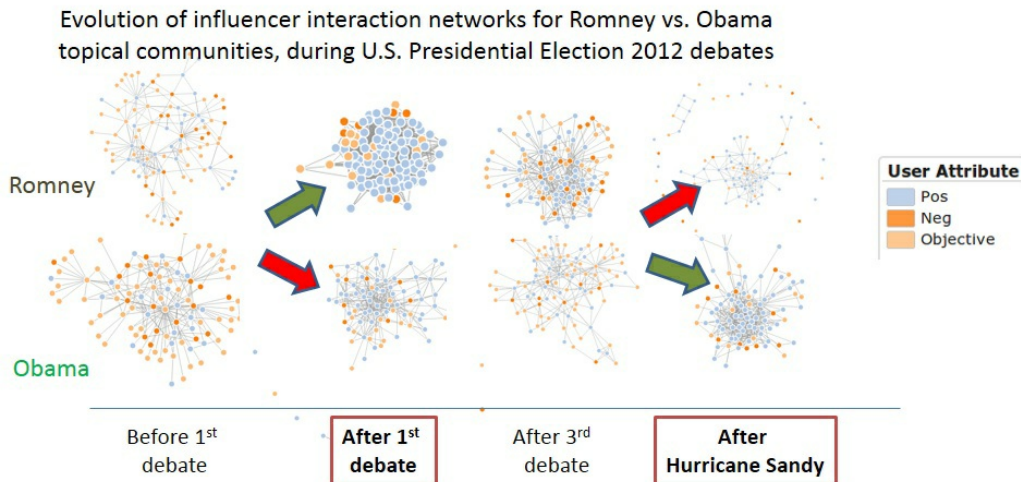 Evolution of influencer interaction networks for Romney vs. Obama
topical communities, during U.S. Presidential Election 2012 debates
Romney
User Attribute
Pos
Neg
Objective
Obama
Before 1st
debate
After 1st
debate
After 3rd
debate
After
Hurricane Sandy